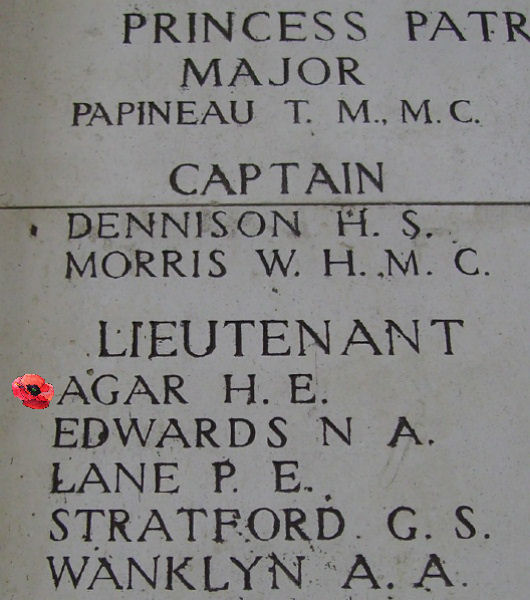 PRINCESS PATR
MAJOR
PAPINEAU T. M., M. C.
CAPTAIN
DENNISON H. S.
MORRIS W. H., M. C.
LIEUTENANT
AGAR H. E.
EDWARDS N A.
LANE P. E.
STRATFORD. G. S.
WANKLYN A. A.